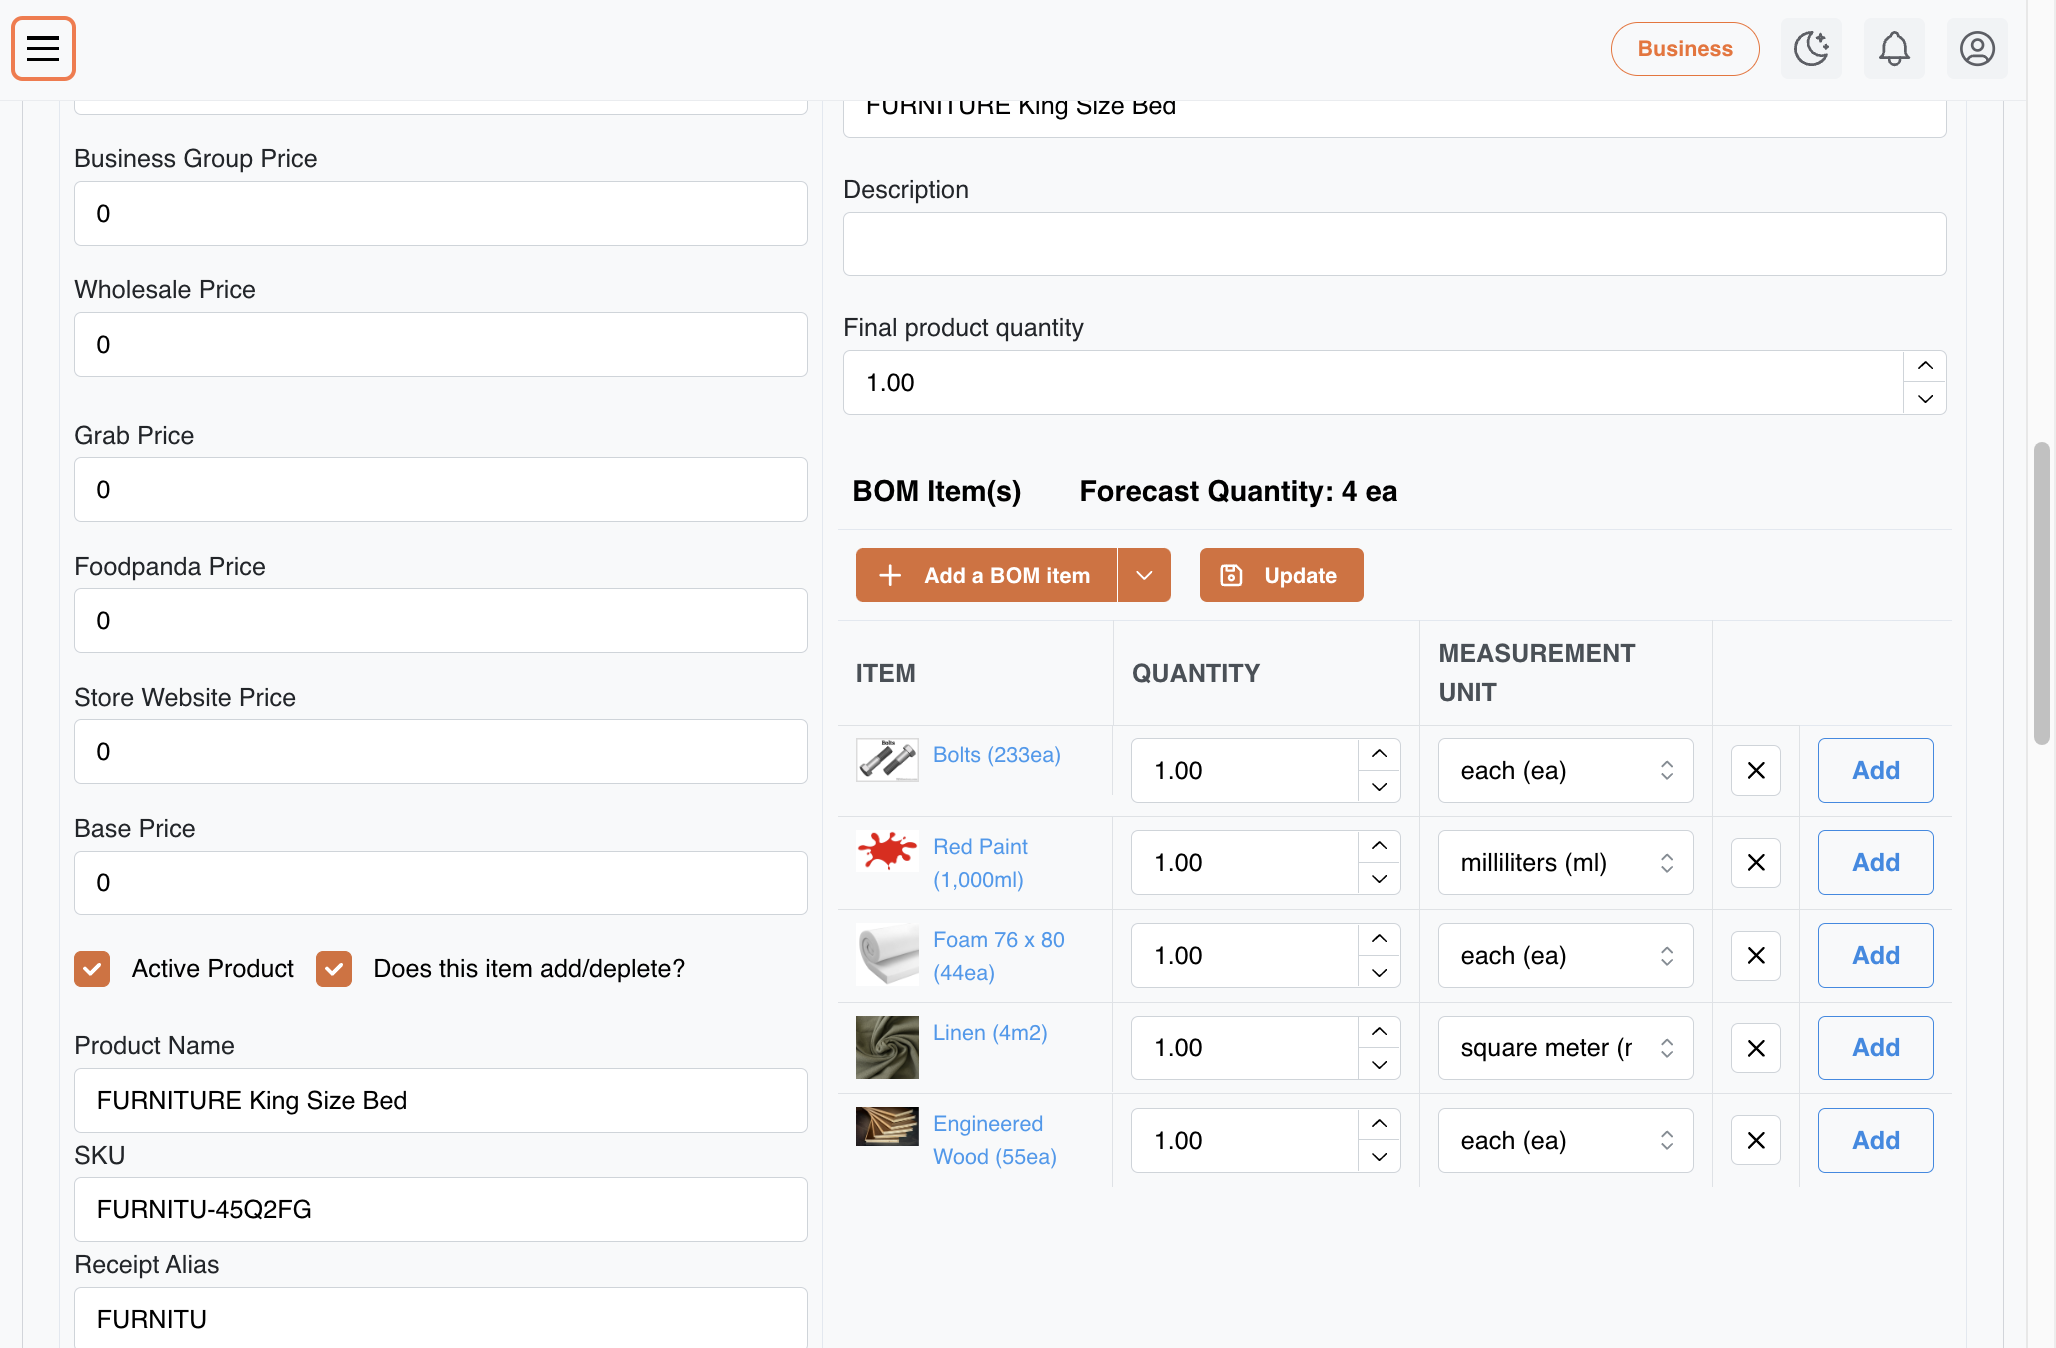 Business
FURNITURE King Size Bed
Business Group Price
0
Wholesale Price
0
Grab Price
0
Foodpanda Price
0
Store Website Price
0
Base Price
0
Active Product
Does this item add/deplete?
Product Name
FURNITURE King Size Bed
SKU
FURNITU-45Q2FG
Receipt Alias
FURNITU
Description
Final product quantity
1.00
BOM Item(s)
Forecast Quantity: 4 ea
Add a BOM item
Update
ITEM
QUANTITY
MEASUREMENT
UNIT
Bolts
Bolts (233ea)
1.00
each (ea)
Add
Red Paint
(1,000ml)
1.00
milliliters (ml)
Add
Foam 76 x 80
(44ea)
1.00
each (ea)
Add
Linen (4m2)
1.00
square meter (r
Add
Engineered
Wood (55ea)
1.00
each (ea)
Add